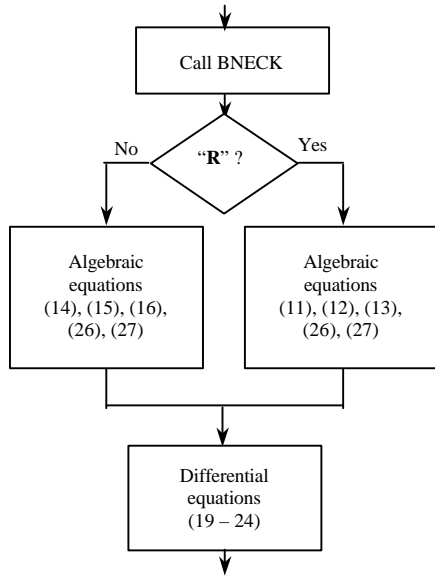 Call BNECK
No
“R” ?
Yes
Algebraic
equations
(14), (15), (16),
(26), (27)
Algebraic
equations
(11), (12), (13),
(26), (27)
Differential
equations
(19 – 24)